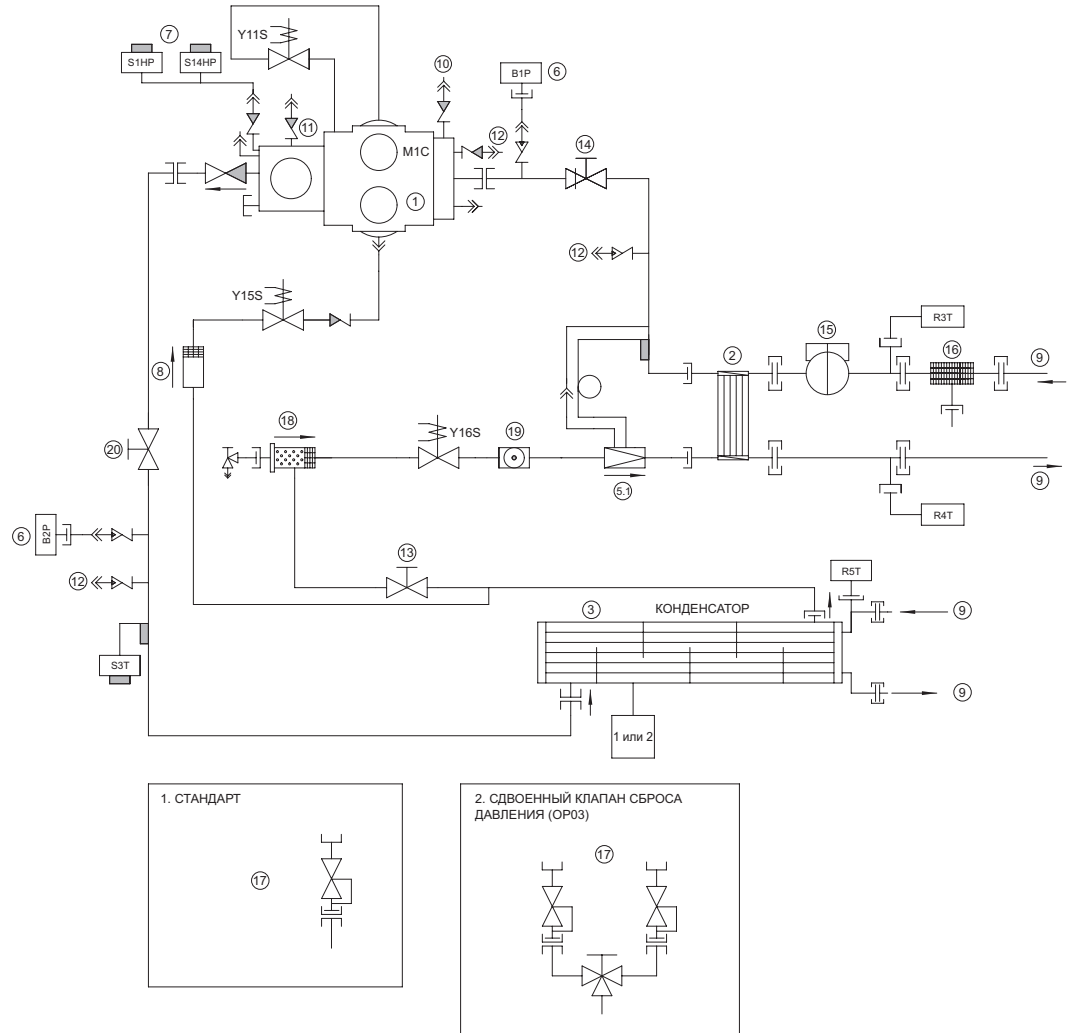 7
Y11S
S1HP
S14HP
10
B1P
6
11
12
M1C
14
1
12
Y15S
R3T
15
2
16
9
8
18
Y16S
19
20
5.1
9
R4T
6
B2P
13
12
R5T
3
КОНДЕНСАТОР
9
S3T
9
1 или 2
1. СТАНДАРТ
17
2. СДВОЕННЫЙ КЛАПАН СБРОСА
ДАВЛЕНИЯ (OP03)
17